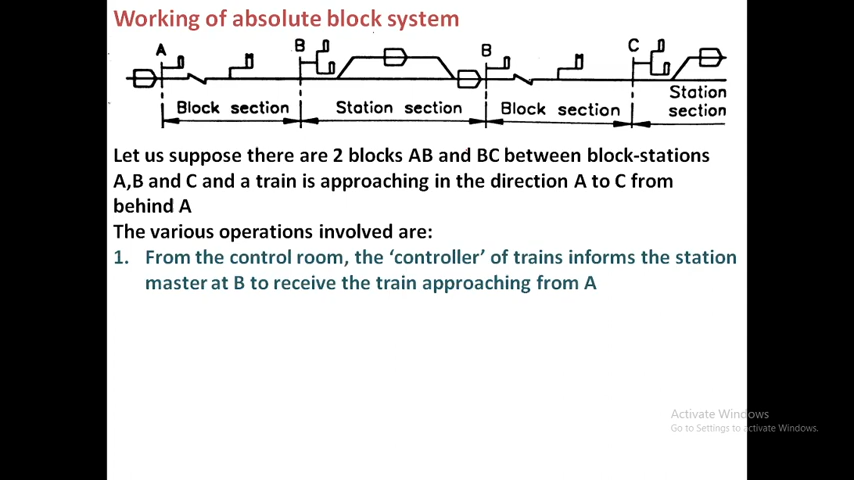 Working of absolute block system
A B B C
Block section Station section Block section Station section
Let us suppose there are 2 blocks AB and BC between block-stations
A,B and C and a train is approaching in the direction A to C from
behind A
The various operations involved are:
1. From the control room, the ‘controller’ of trains informs the station
master at B to receive the train approaching from A
Activate Windows
Go to Settings to activate Windows.